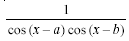 1
cos (x – a) cos (x – b)